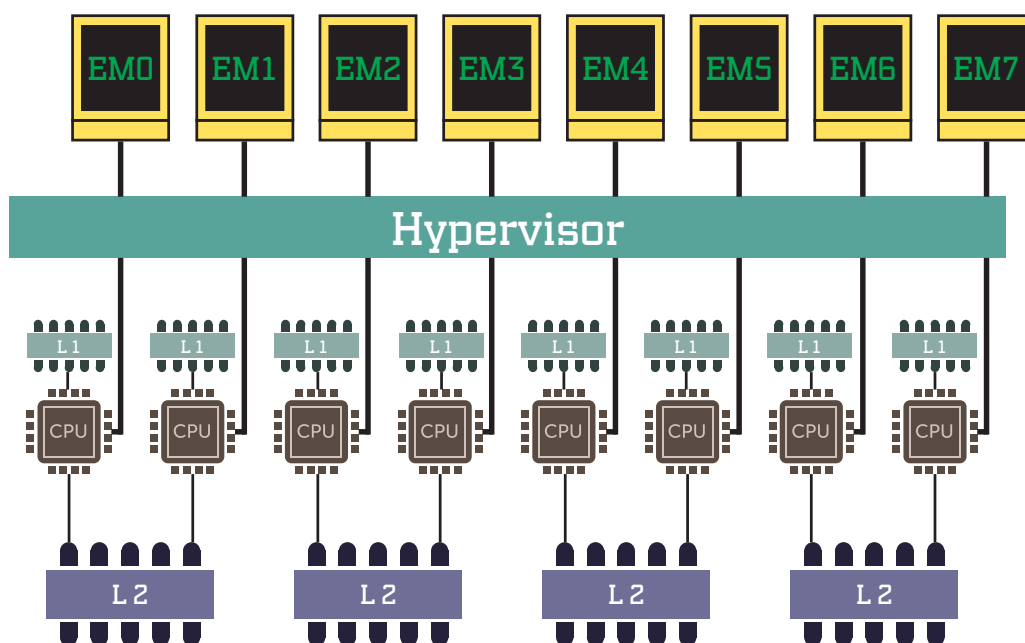 EM0 EM1 EM2 EM3 EM4 EM5 EM6 EM7
Hypervisor
L1 L1 L1 L1 L1 L1 L1 L1
CPU CPU CPU CPU CPU CPU CPU CPU
L2 L2 L2 L2